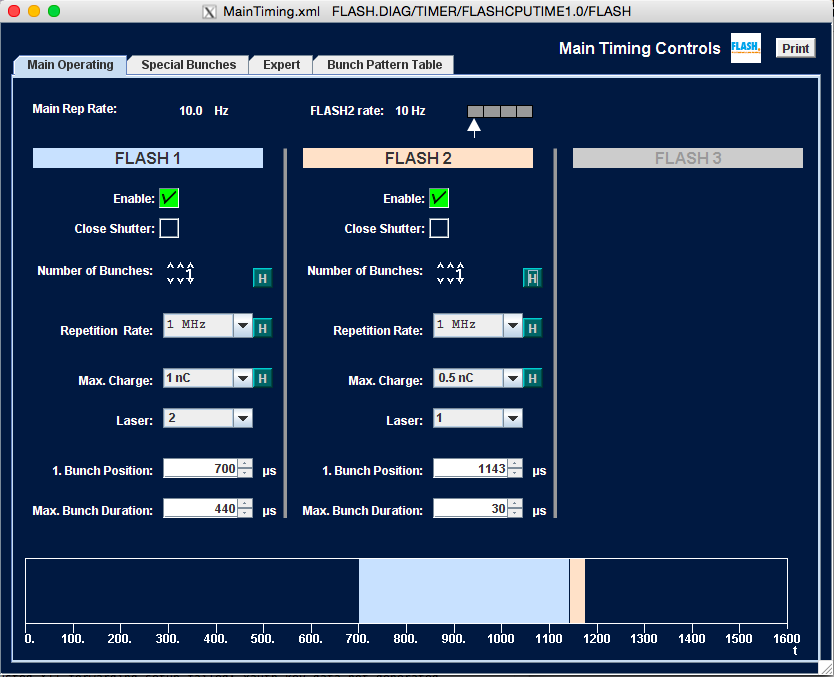 MainTiming.xml FLASH.DIAG/TIMER/FLASHCPUTIME1.0/FLASH
Main Timing Controls FLASH. Print
Main Operating Special Bunches Expert Bunch Pattern Table
Main Rep Rate: 10.0 Hz FLASH2 rate: 10 Hz
FLASH 1 FLASH 2 FLASH 3
Enable: Enable:
Close Shutter: Close Shutter:
Number of Bunches: 1 H Number of Bunches: 1 H
Repetition Rate: 1 MHz H Repetition Rate: 1 MHz H
Max. Charge: 1 nC H Max. Charge: 0.5 nC H
Laser: 2 Laser: 1
1. Bunch Position: 700 µs 1. Bunch Position: 1143 µs
Max. Bunch Duration: 440 µs Max. Bunch Duration: 30 µs
0. 100. 200. 300. 400. 500. 600. 700. 800. 900. 1000 1100 1200 1300 1400 1500 1600
t